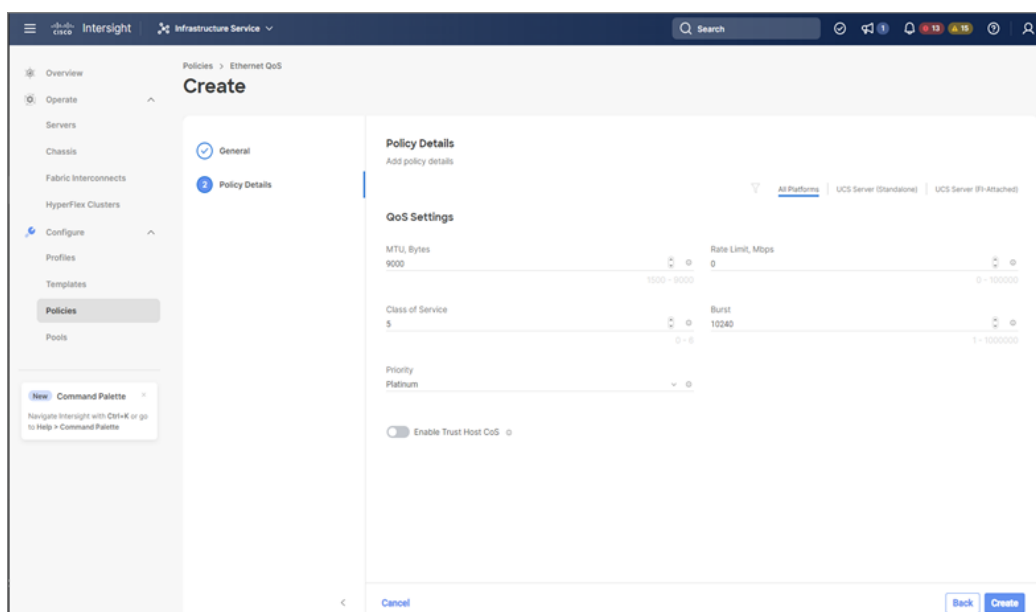 cisco Intersight Infrastructure Service Search 1 13 15
Overview
Operate
Servers
Chassis
Fabric Interconnects
HyperFlex Clusters
Configure
Profiles
Templates
Policies
Pools
New Command Palette
Navigate Intersight with Ctrl+K or go
to Help > Command Palette
Policies > Ethernet QoS
Create
General
2 Policy Details
Policy Details
Add policy details
All Platforms UCS Server (Standalone) UCS Server (FI-Attached)
QoS Settings
MTU, Bytes
9000
1500 - 9000
Rate Limit, Mbps
0
0 - 100000
Class of Service
5
0 - 6
Burst
10240
1 - 1000000
Priority
Platinum
Enable Trust Host CoS
Cancel Back Create